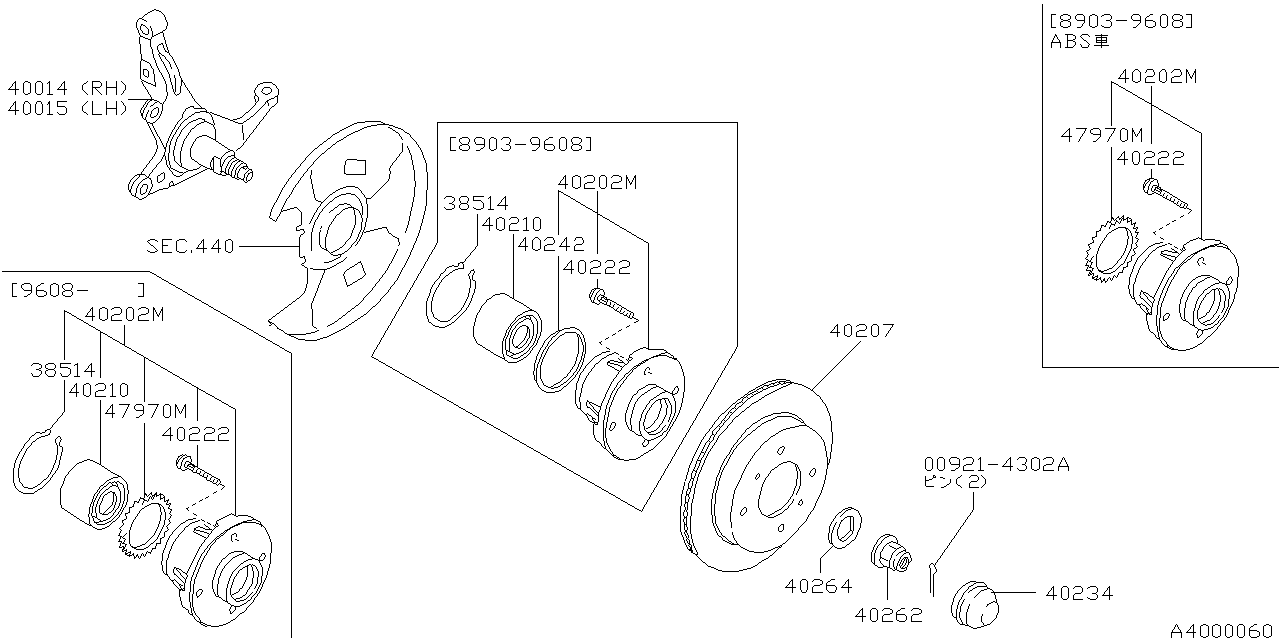 40014 (RH)
40015 (LH)
SEC.440
[8903-9608]
40202M
38514
40210
40242
40222
[8903-9608]
ABS車
40202M
47970M
40222
[9608-    ]
40202M
38514
40210
47970M
40222
40207
00921-4302A
ピン(2)
40264
40262
40234
A4000060